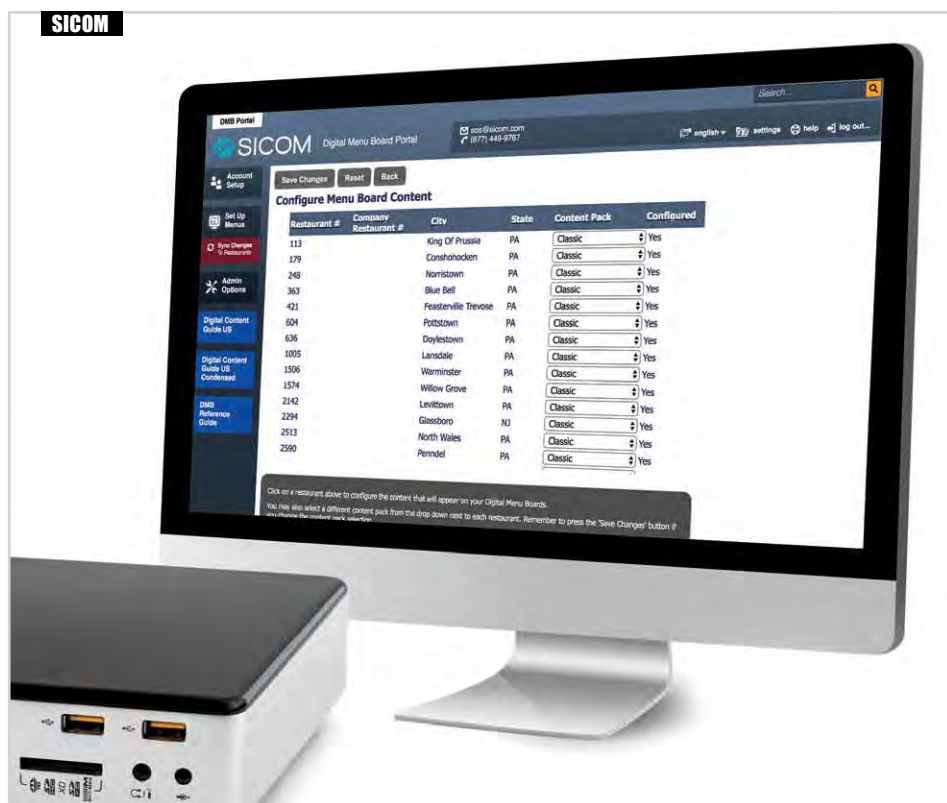 SICOM
Search...
DMB Portal
SICOM Digital Menu Board Portal
sos@sicom.com
(877) 449-9767
english settings help log out...
Account Setup
Set Up Menus
Sync Changes To Restaurants
Admin Options
Digital Content Guide US
Digital Content Guide US Condensed
DMB Reference Guide
Save Changes Reset Back
Configure Menu Board Content
Restaurant # Company Restaurant # City State Content Pack Configured
113 King Of Prussia PA Classic Yes
179 Conshohocken PA Classic Yes
248 Norristown PA Classic Yes
363 Blue Bell PA Classic Yes
421 Feasterville Trevose PA Classic Yes
604 Pottstown PA Classic Yes
636 Doylestown PA Classic Yes
1005 Lansdale PA Classic Yes
1506 Warminster PA Classic Yes
1574 Willow Grove PA Classic Yes
2142 Levittown PA Classic Yes
2294 Glassboro NJ Classic Yes
2513 North Wales PA Classic Yes
2590 Penndel PA Classic Yes
Click on a restaurant above to configure the content that will appear on your Digital Menu Boards.
You may also select a different content pack from the drop down next to each restaurant. Remember to press the 'Save Changes' button if
you change the content pack selection.